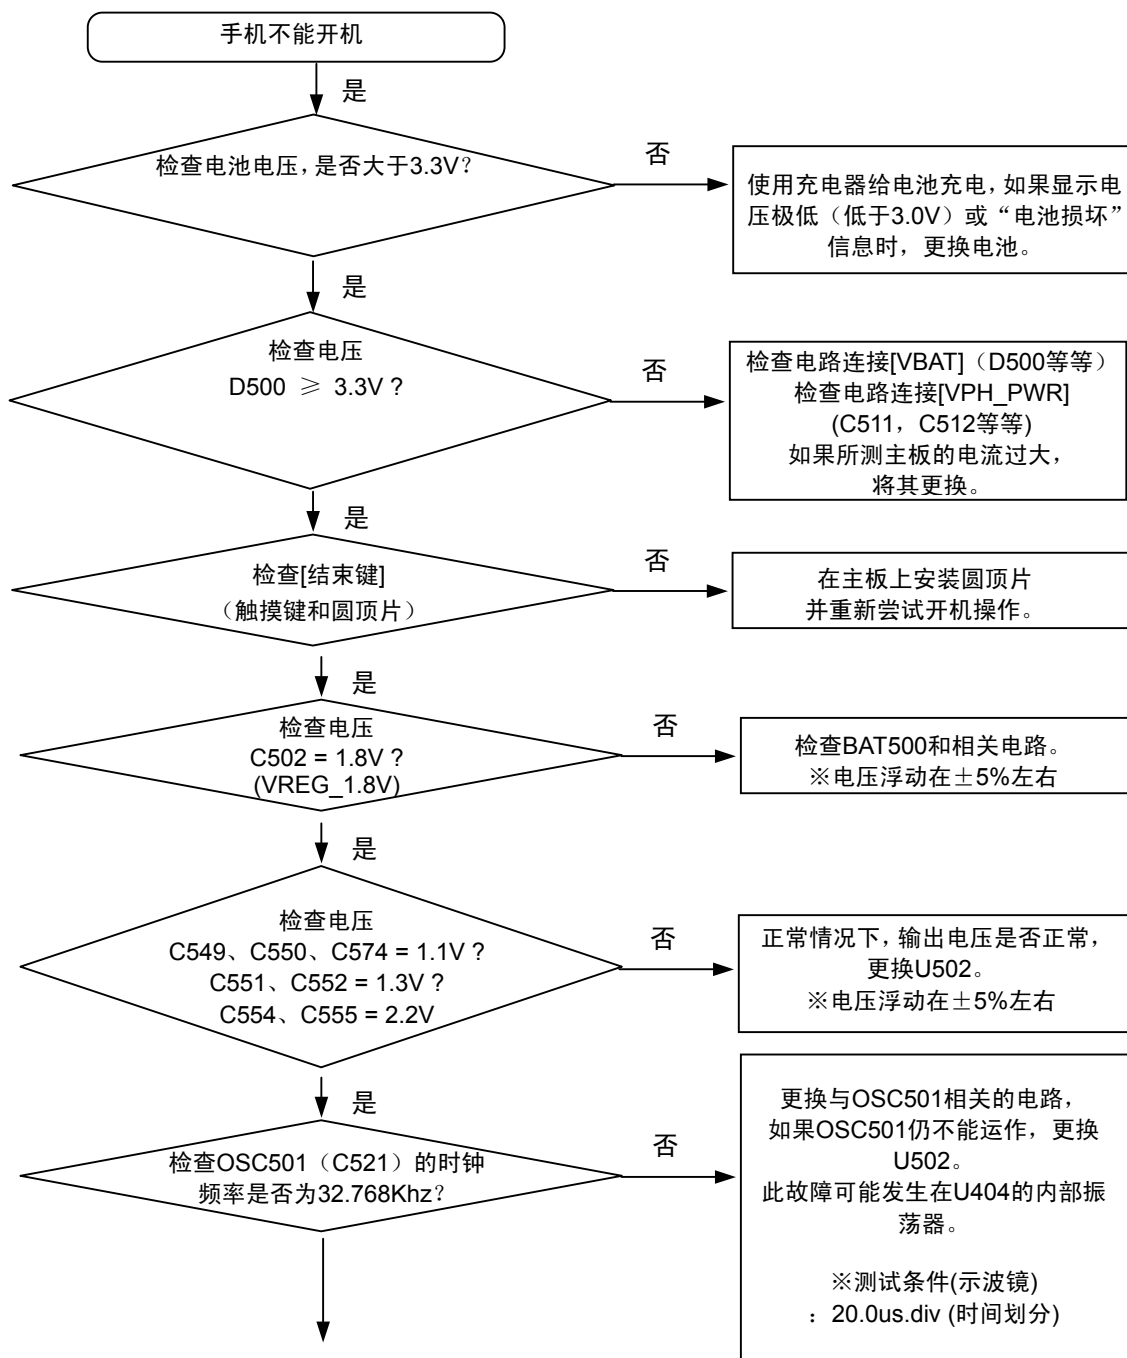 手机不能开机
是
检查电池电压，是否大于3.3V？
否
使用充电器给电池充电，如果显示电
压极低（低于3.0V）或“电池损坏”
信息时，更换电池。
是
检查电压
D500 ≥ 3.3V ?
否
检查电路连接[VBAT]（D500等等）
检查电路连接[VPH_PWR]
(C511，C512等等)
如果所测主板的电流过大，
将其更换。
是
检查[结束键]
（触摸键和圆顶片）
否
在主板上安装圆顶片
并重新尝试开机操作。
是
检查电压
C502 = 1.8V ?
(VREG_1.8V)
否
检查BAT500和相关电路。
※电压浮动在±5%左右
是
检查电压
C549、C550、C574 = 1.1V ?
C551、C552 = 1.3V ?
C554、C555 = 2.2V
否
正常情况下，输出电压是否正常，
更换U502。
※电压浮动在±5%左右
是
检查OSC501（C521）的时钟
频率是否为32.768Khz?
否
更换与OSC501相关的电路，
如果OSC501仍不能运作，更换
U502。
此故障可能发生在U404的内部振
荡器。
※测试条件(示波镜)
：20.0us.div (时间划分)